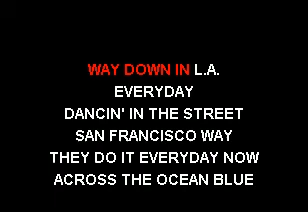 WAY DOWN IN L.A.
EVERYDAY
DANCIN' IN THE STREET
SAN FRANCISCO WAY
THEY DO IT EVERYDAY NOW
ACROSS THE OCEAN BLUE